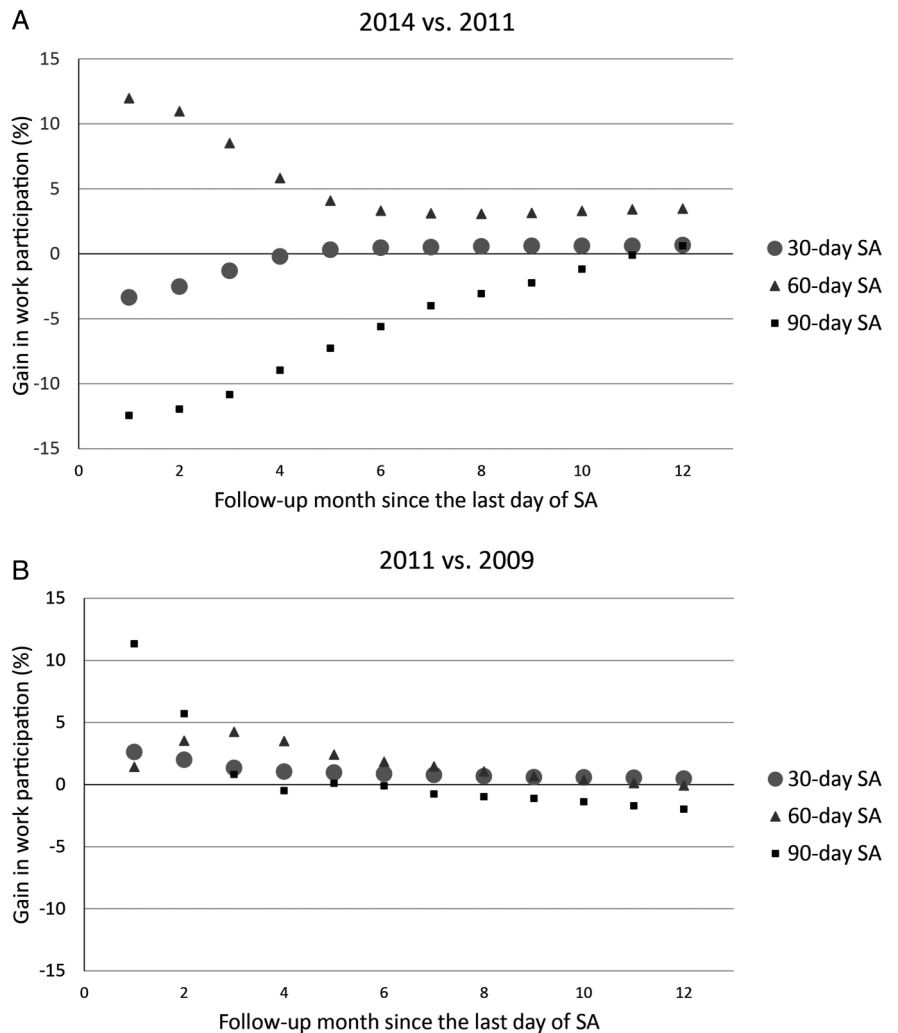 A
2014 vs. 2011
Gain in work participation (%)
15
10
5
0
-5
-10
-15
0 2 4 6 8 10 12
Follow-up month since the last day of SA
30-day SA
60-day SA
90-day SA
B
2011 vs. 2009
Gain in work participation (%)
15
10
5
0
-5
-10
-15
0 2 4 6 8 10 12
Follow-up month since the last day of SA
30-day SA
60-day SA
90-day SA